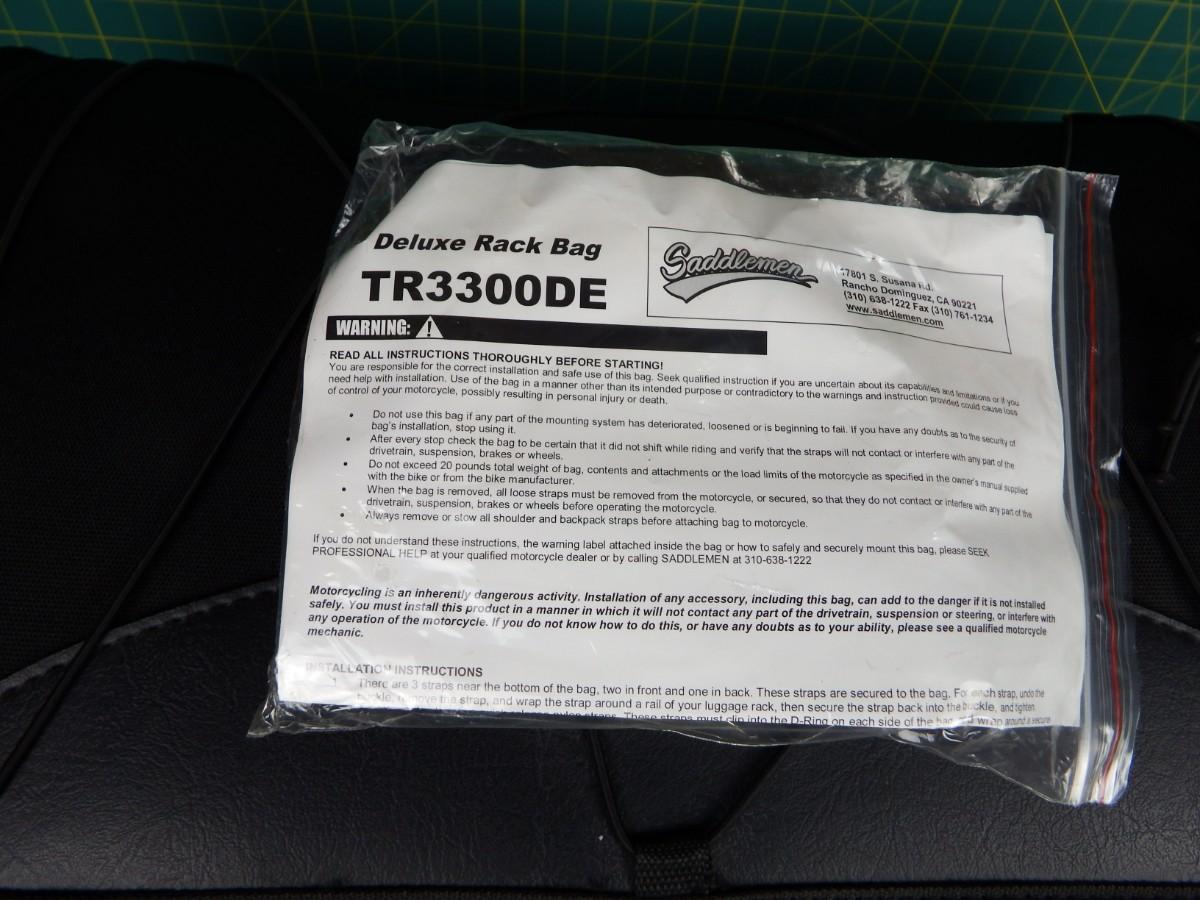 Deluxe Rack Bag
TR3300DE
Saddlemen
17801 S. Susana Rd.
Rancho Dominguez, CA 90221
(310) 638-1222 Fax (310) 761-1234
www.saddlemen.com
WARNING:
READ ALL INSTRUCTIONS THOROUGHLY BEFORE STARTING!
You are responsible for the correct installation and safe use of this bag. Seek qualified instruction if you are uncertain about its capabilities and limitations or if you
need help with installation. Use of the bag in a manner other than its intended purpose or contradictory to the warnings and instruction provided could cause loss
of control of your motorcycle, possibly resulting in personal injury or death.
• Do not use this bag if any part of the mounting system has deteriorated, loosened or is beginning to fail. If you have any doubts as to the security of
bag's installation, stop using it.
• After every stop check the bag to be certain that it did not shift while riding and verify that the straps will not contact or interfere with any part of the
drivetrain, suspension, brakes or wheels.
• Do not exceed 20 pounds total weight of bag, contents and attachments or the load limits of the motorcycle as specified in the owner's manual supplied
with the bike or from the bike manufacturer.
• When the bag is removed, all loose straps must be removed from the motorcycle, or secured, so that they do not contact or interfere with any part of the
drivetrain, suspension, brakes or wheels before operating the motorcycle.
• Always remove or stow all shoulder and backpack straps before attaching bag to motorcycle.
If you do not understand these instructions, the warning label attached inside the bag or how to safely and securely mount this bag, please SEEK
PROFESSIONAL HELP at your qualified motorcycle dealer or by calling SADDLEMEN at 310-638-1222
Motorcycling is an inherently dangerous activity. Installation of any accessory, including this bag, can add to the danger if it is not installed
safely. You must install this product in a manner in which it will not contact any part of the drivetrain, suspension or steering, or interfere with
any operation of the motorcycle. If you do not know how to do this, or have any doubts as to your ability, please see a qualified motorcycle
mechanic.
INSTALLATION INSTRUCTIONS
1 There are 3 straps near the bottom of the bag, two in front and one in back. These straps are secured to the bag. For each strap, undo the
buckle, remove the strap, and wrap the strap around a rail of your luggage rack, then secure the strap back into the buckle, and tighten
straps. These straps must clip into the D-Ring on each side of the bag and wrap around a secure